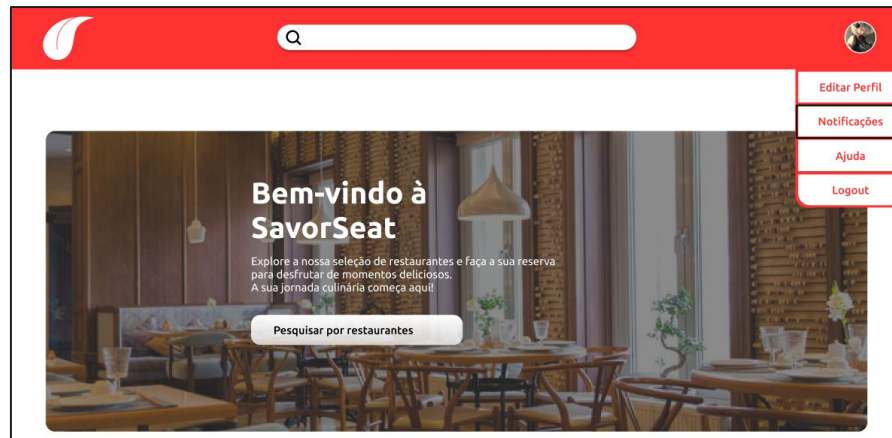 Editar Perfil
Notificações
Ajuda
Logout
Bem-vindo à
SavorSeat
Explore a nossa seleção de restaurantes e faça a sua reserva
para desfrutar de momentos deliciosos.
A sua jornada culinária começa aqui!
Pesquisar por restaurantes